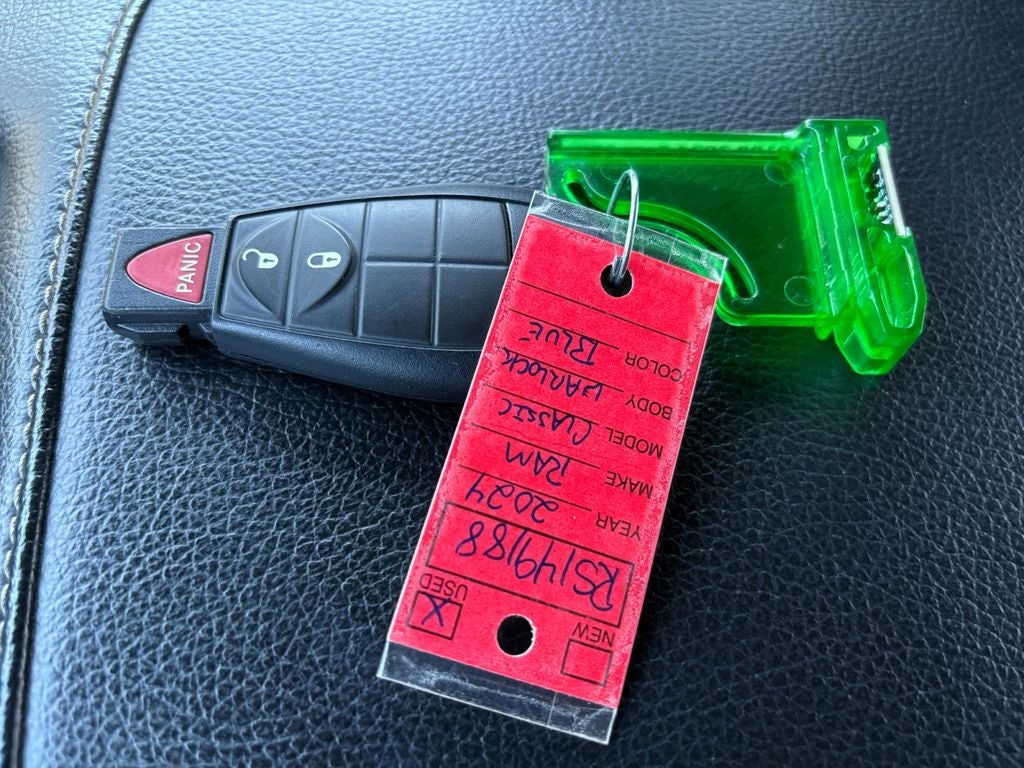 PANIC
NEW USED X
RS149188
YEAR 2024
MAKE RAM
MODEL CLASSIC
BODY WARLOCK
COLOR BLUE